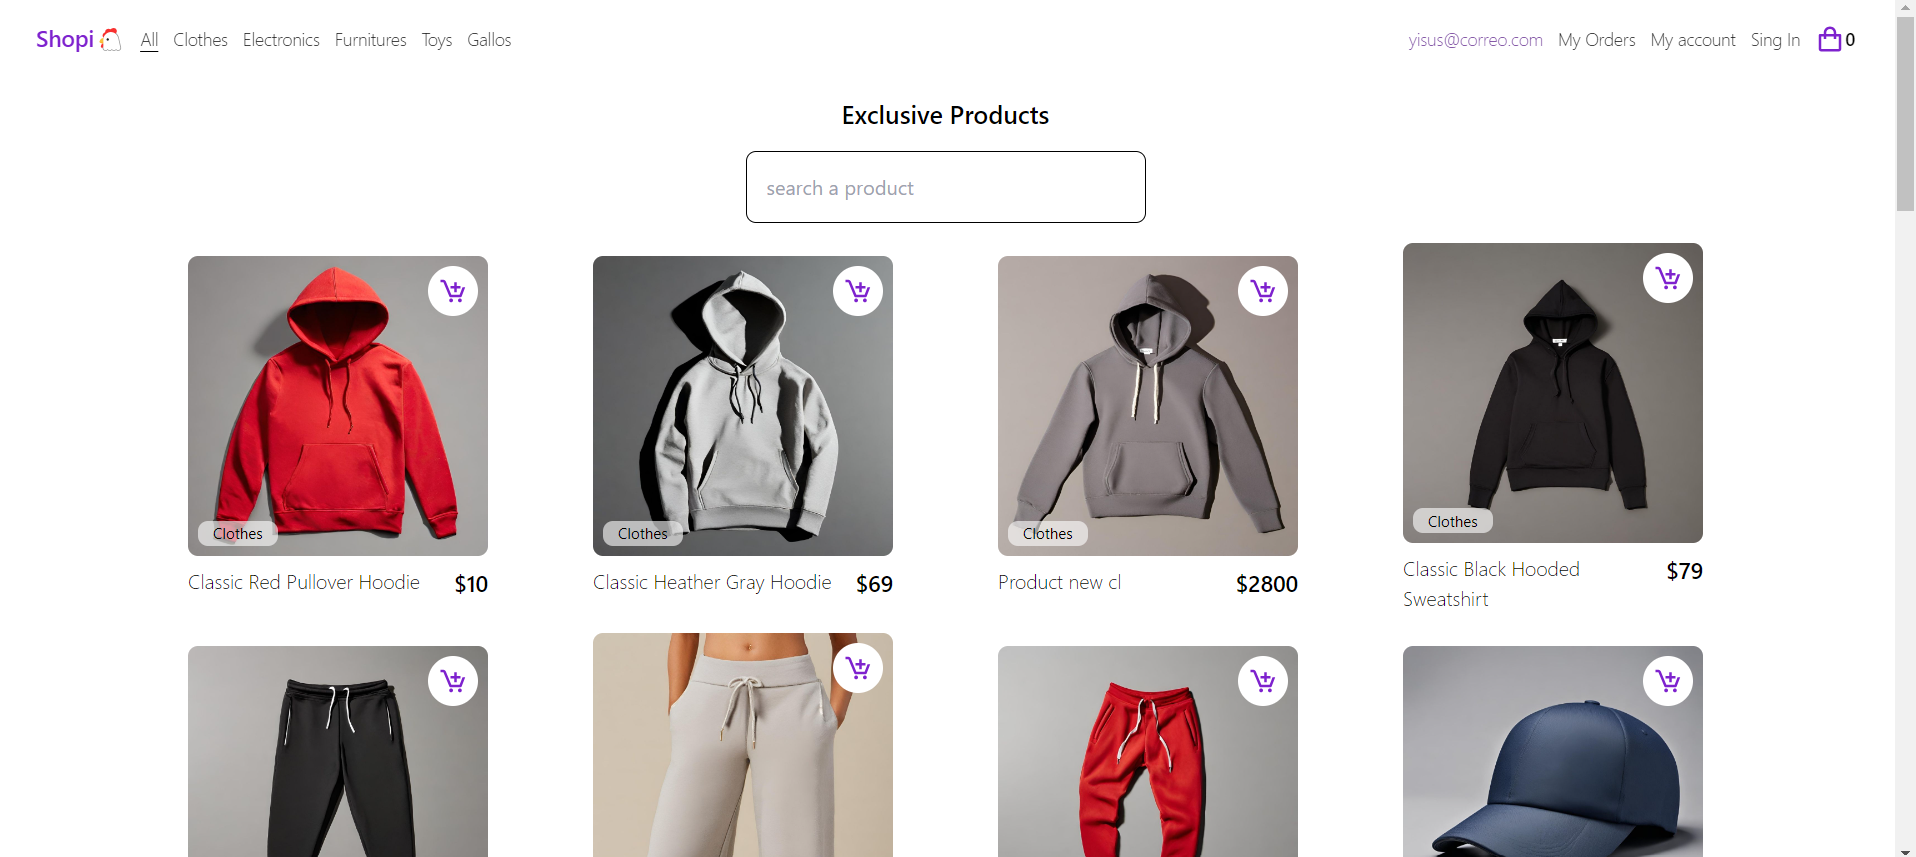 Shopi All Clothes Electronics Furnitures Toys Gallos yisus@correo.com My Orders My account Sing In 0
Exclusive Products
search a product
Clothes
Classic Red Pullover Hoodie $10
Clothes
Classic Heather Gray Hoodie $69
Clothes
Product new cl $2800
Clothes
Classic Black Hooded $79
Sweatshirt